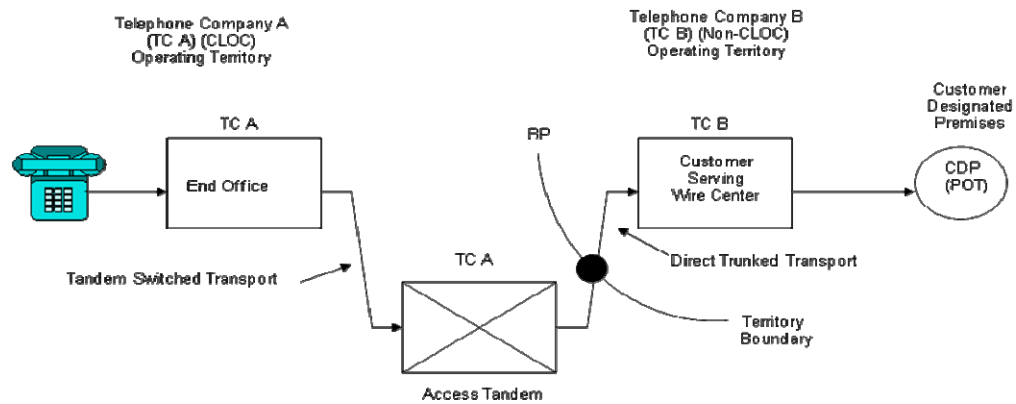 Telephone Company A
(TC A) (CLOC)
Operating Territory
Telephone Company B
(TC B) (Non-CLOC)
Operating Territory
Customer
Designated
Premises
TC A
BP
TC B
End Office
Customer
Serving
Wire Center
CDP
(POT)
Tandem Switched Transport
TC A
Direct Trunked Transport
Territory
Boundary
Access Tandem